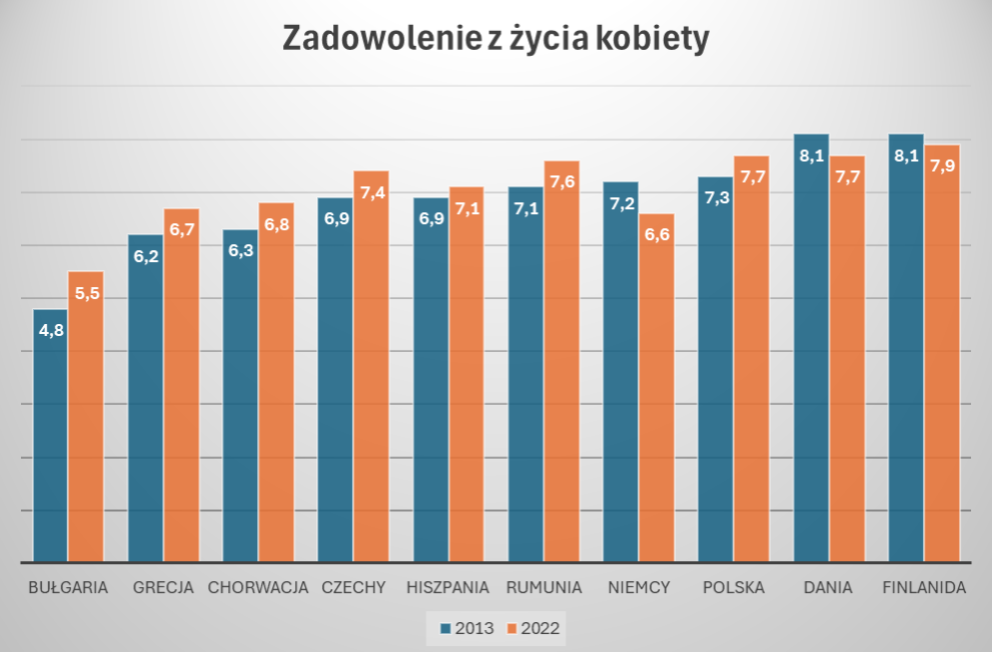 Zadowolenie z życia kobiety
4,8 5,5 6,2 6,7 6,3 6,8 6,9 7,4 6,9 7,1 7,1 7,6 7,2 6,6 7,3 7,7 8,1 7,7 8,1 7,9
BUŁGARIA GRECJA CHORWACJA CZECHY HISZPANIA RUMUNIA NIEMCY POLSKA DANIA FINLANIDA
2013 2022